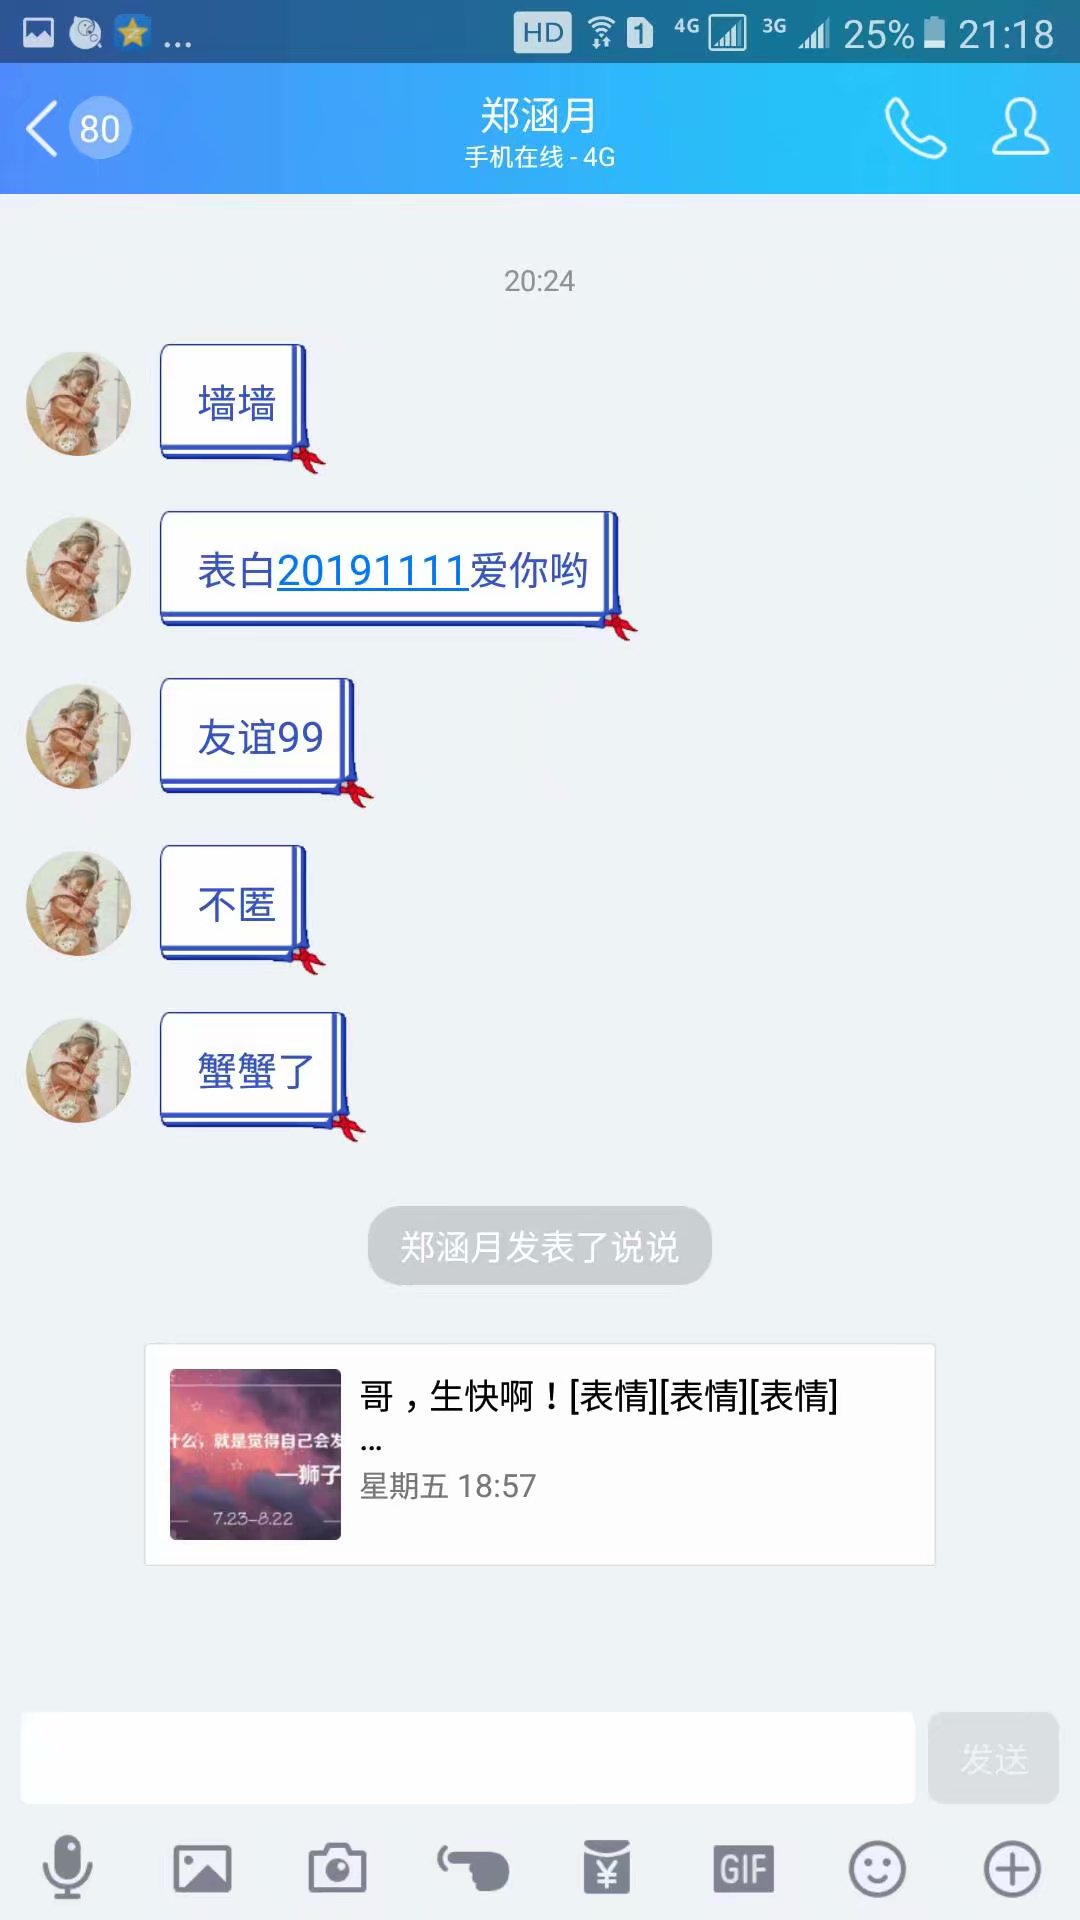 ... HD 1 4G 3G 25% 21:18
80
郑涵月
手机在线 - 4G
20:24
墙墙
表白20191111爱你哟
友谊99
不匿
蟹蟹了
郑涵月发表了说说
哥，生快啊！[表情][表情][表情]
...
什么，就是觉得自己会发
—狮子
7.23-8.22
星期五 18:57
发送
GIF